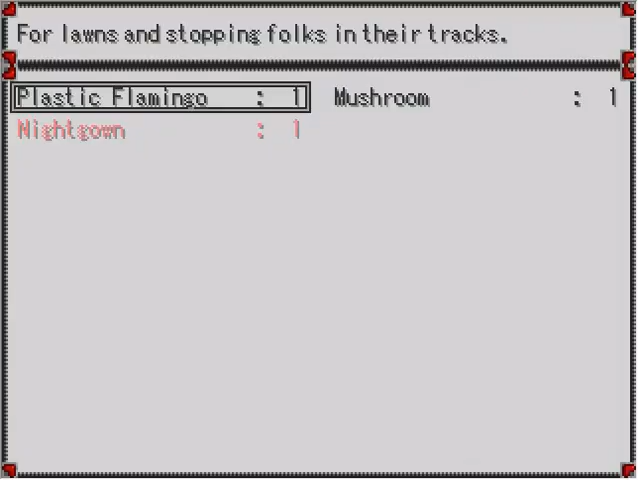 For lawns and stopping folks in their tracks.
Plastic Flamingo : 1 Mushroom : 1
Nightgown : 1